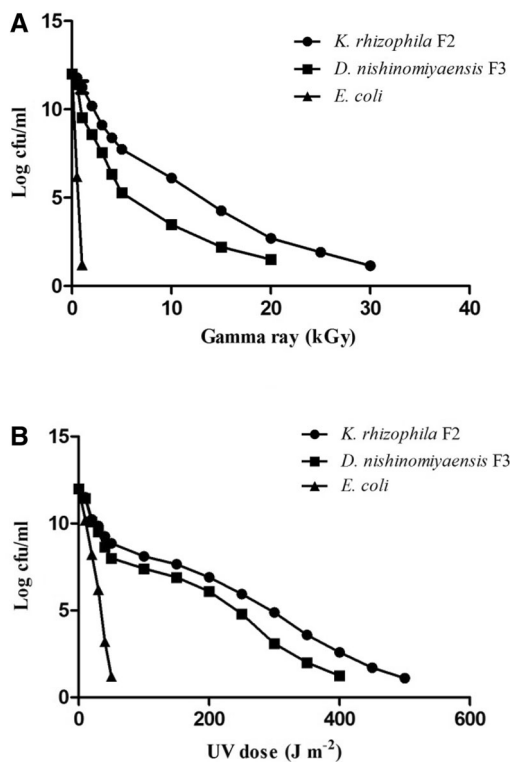 A
15
10
5
0
Log cfu/ml
K. rhizophila F2
D. nishinomiyaensis F3
E. coli
0 10 20 30 40
Gamma ray (kGy)
B
15
10
5
0
Log cfu/ml
K. rhizophila F2
D. nishinomiyaensis F3
E. coli
0 200 400 600
UV dose (J m⁻²)